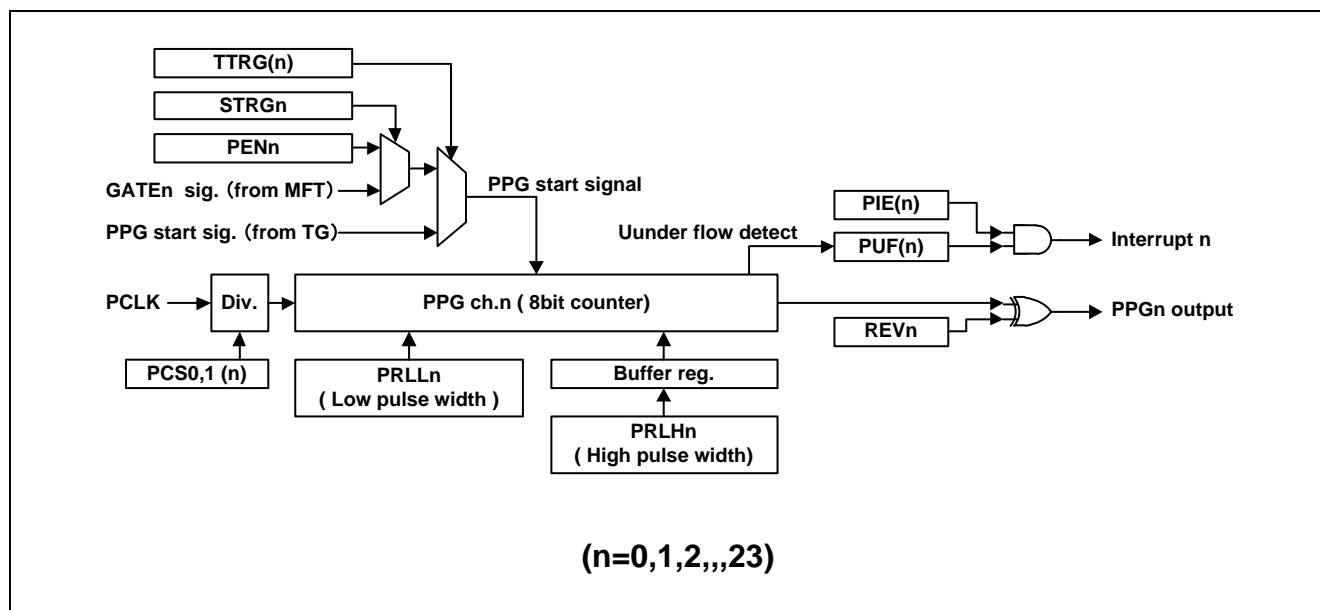 TTRG(n)
STRGn
PENn
GATEn sig. (from MFT)
PPG start sig. (from TG)
PPG start signal
Uunder flow detect
PIE(n)
PUF(n)
Interrupt n
PCLK
Div.
PPG ch.n ( 8bit counter)
REVn
PPGn output
PCS0,1 (n)
PRLLn
( Low pulse width )
Buffer reg.
PRLHn
( High pulse width)
(n=0,1,2,,,23)